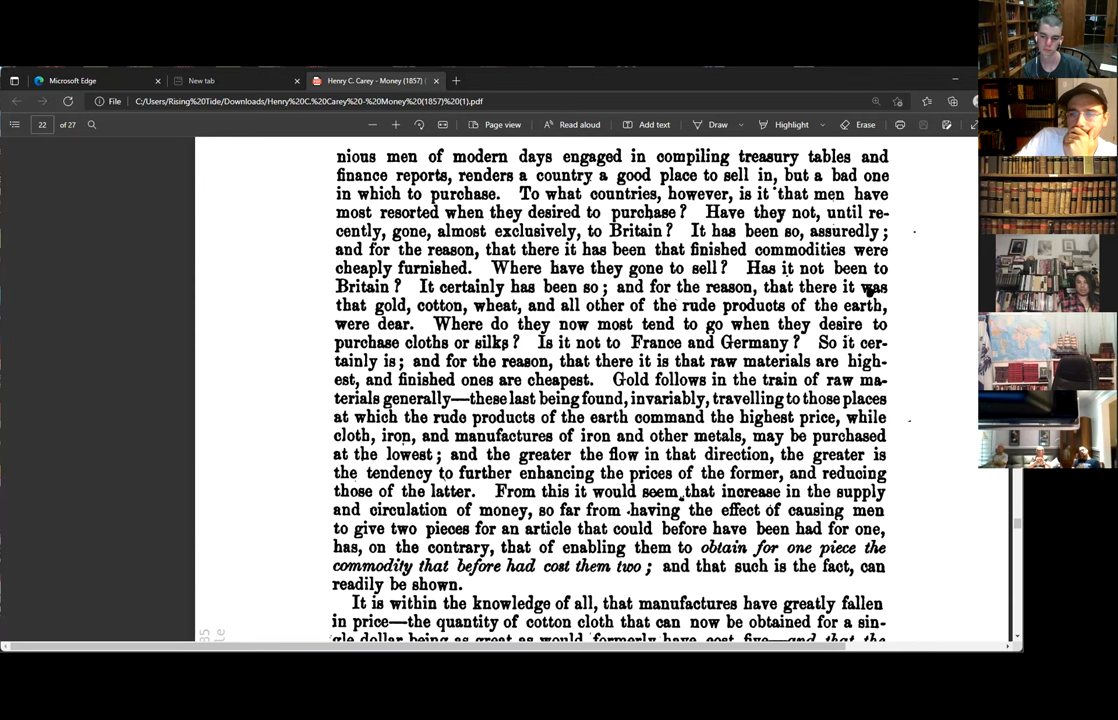 Microsoft Edge
New tab
Henry C. Carey - Money (1857) (
File
C:/Users/Rising%20Tide/Downloads/Henry%20C.%20Carey%20-%20Money%20(1857)%20(1).pdf
22 of 27
Page view
Read aloud
Add text
Draw
Highlight
Erase
nious men of modern days engaged in compiling treasury tables and
finance reports, renders a country a good place to sell in, but a bad one
in which to purchase. To what countries, however, is it that men have
most resorted when they desired to purchase? Have they not, until re-
cently, gone, almost exclusively, to Britain? It has been so, assuredly;
and for the reason, that there it has been that finished commodities were
cheaply furnished. Where have they gone to sell? Has it not been to
Britain? It certainly has been so; and for the reason, that there it was
that gold, cotton, wheat, and all other of the rude products of the earth,
were dear. Where do they now most tend to go when they desire to
purchase cloths or silks? Is it not to France and Germany? So it cer-
tainly is; and for the reason, that there it is that raw materials are high-
est, and finished ones are cheapest. Gold follows in the train of raw ma-
terials generally—these last being found, invariably, travelling to those places
at which the rude products of the earth command the highest price, while
cloth, iron, and manufactures of iron and other metals, may be purchased
at the lowest; and the greater the flow in that direction, the greater is
the tendency to further enhancing the prices of the former, and reducing
those of the latter. From this it would seem that increase in the supply
and circulation of money, so far from having the effect of causing men
to give two pieces for an article that could before have been had for one,
has, on the contrary, that of enabling them to obtain for one piece the
commodity that before had cost them two; and that such is the fact, can
readily be shown.
It is within the knowledge of all, that manufactures have greatly fallen
in price—the quantity of cotton cloth that can now be obtained for a sin-
gle dollar being as great as would formerly have cost five—and that the